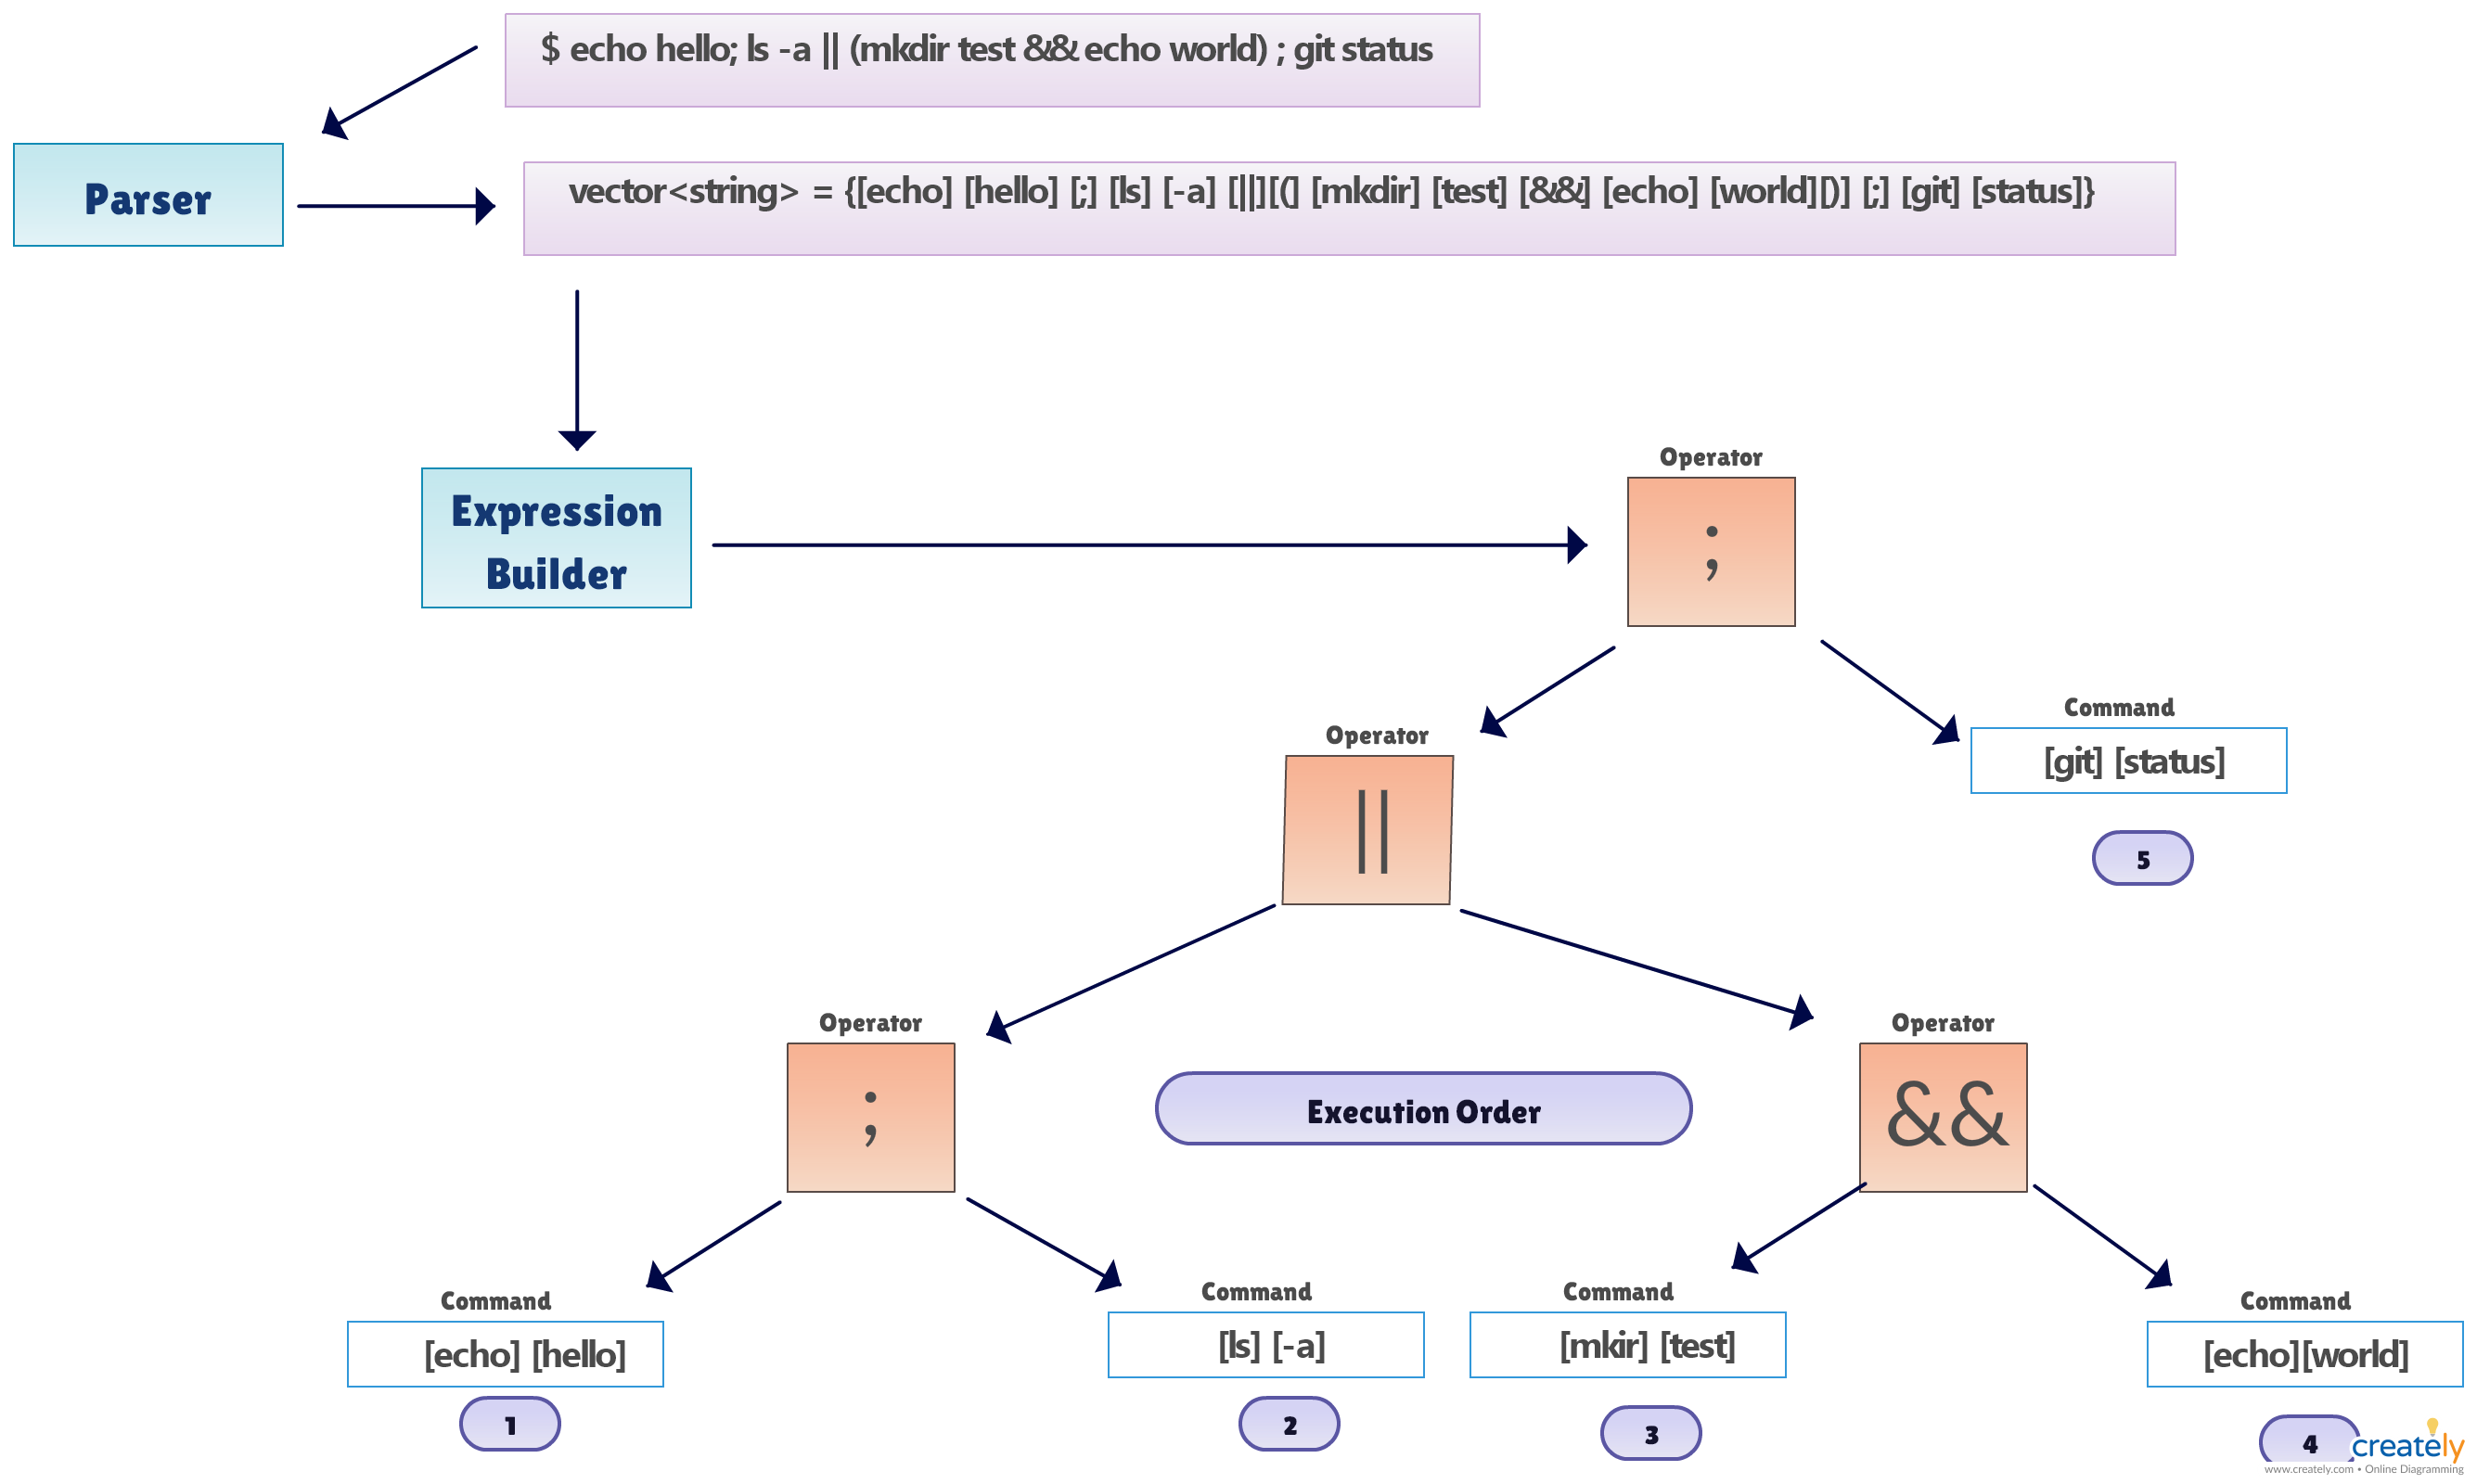 $ echo hello; ls -a || (mkdir test && echo world) ; git status
Parser
vector<string> = {[echo] [hello] [;] [ls] [-a] [||][(] [mkdir] [test] [&&] [echo] [world][)] [;] [git] [status]}
Expression
Builder
Operator
;
Command
[git] [status]
5
Operator
||
Operator
;
Execution Order
Operator
&&
Command
[echo] [hello]
1
Command
[ls] [-a]
2
Command
[mkir] [test]
3
Command
[echo][world]
4
creately
www.creately.com • Online Diagramming